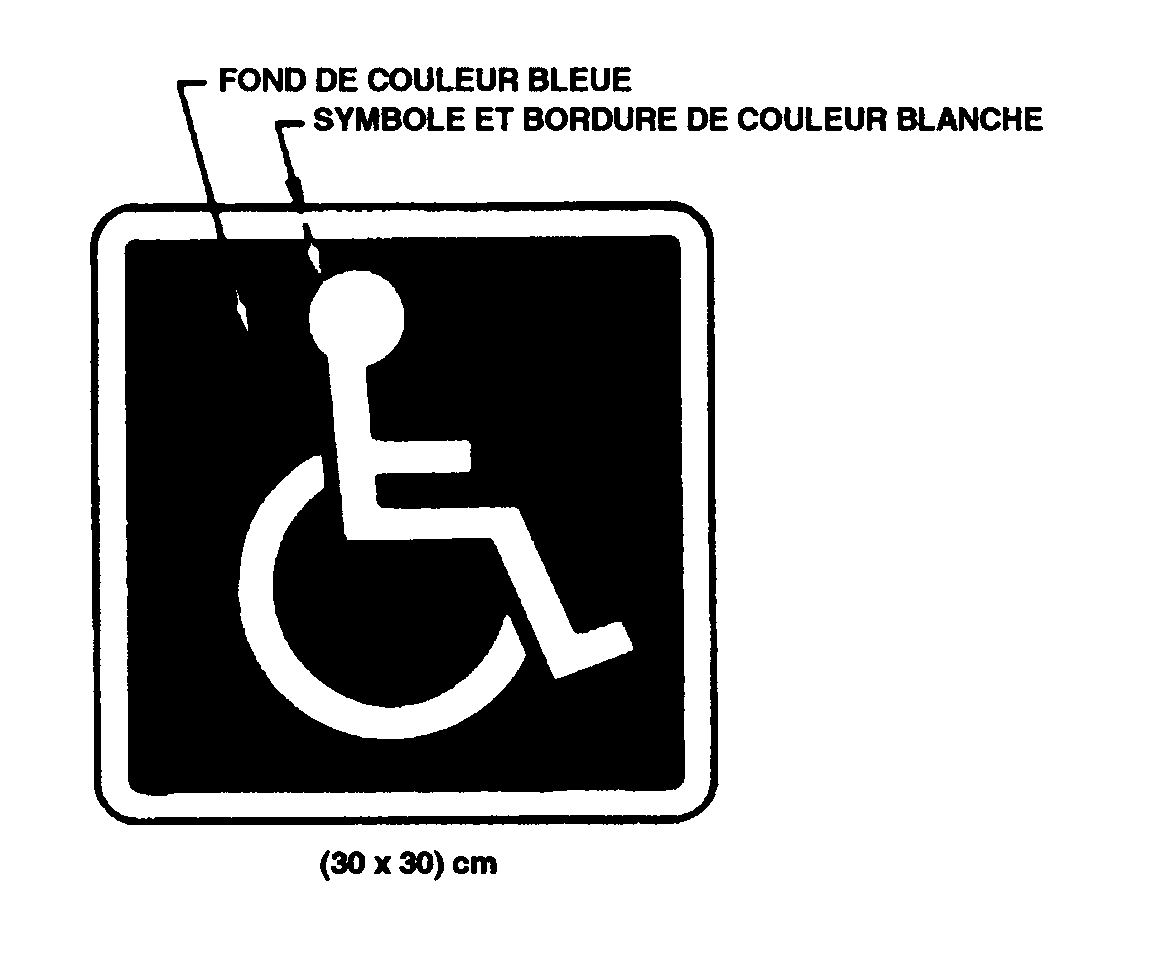 FOND DE COULEUR BLEUE
SYMBOLE ET BORDURE DE COULEUR BLANCHE
(30 x 30) cm